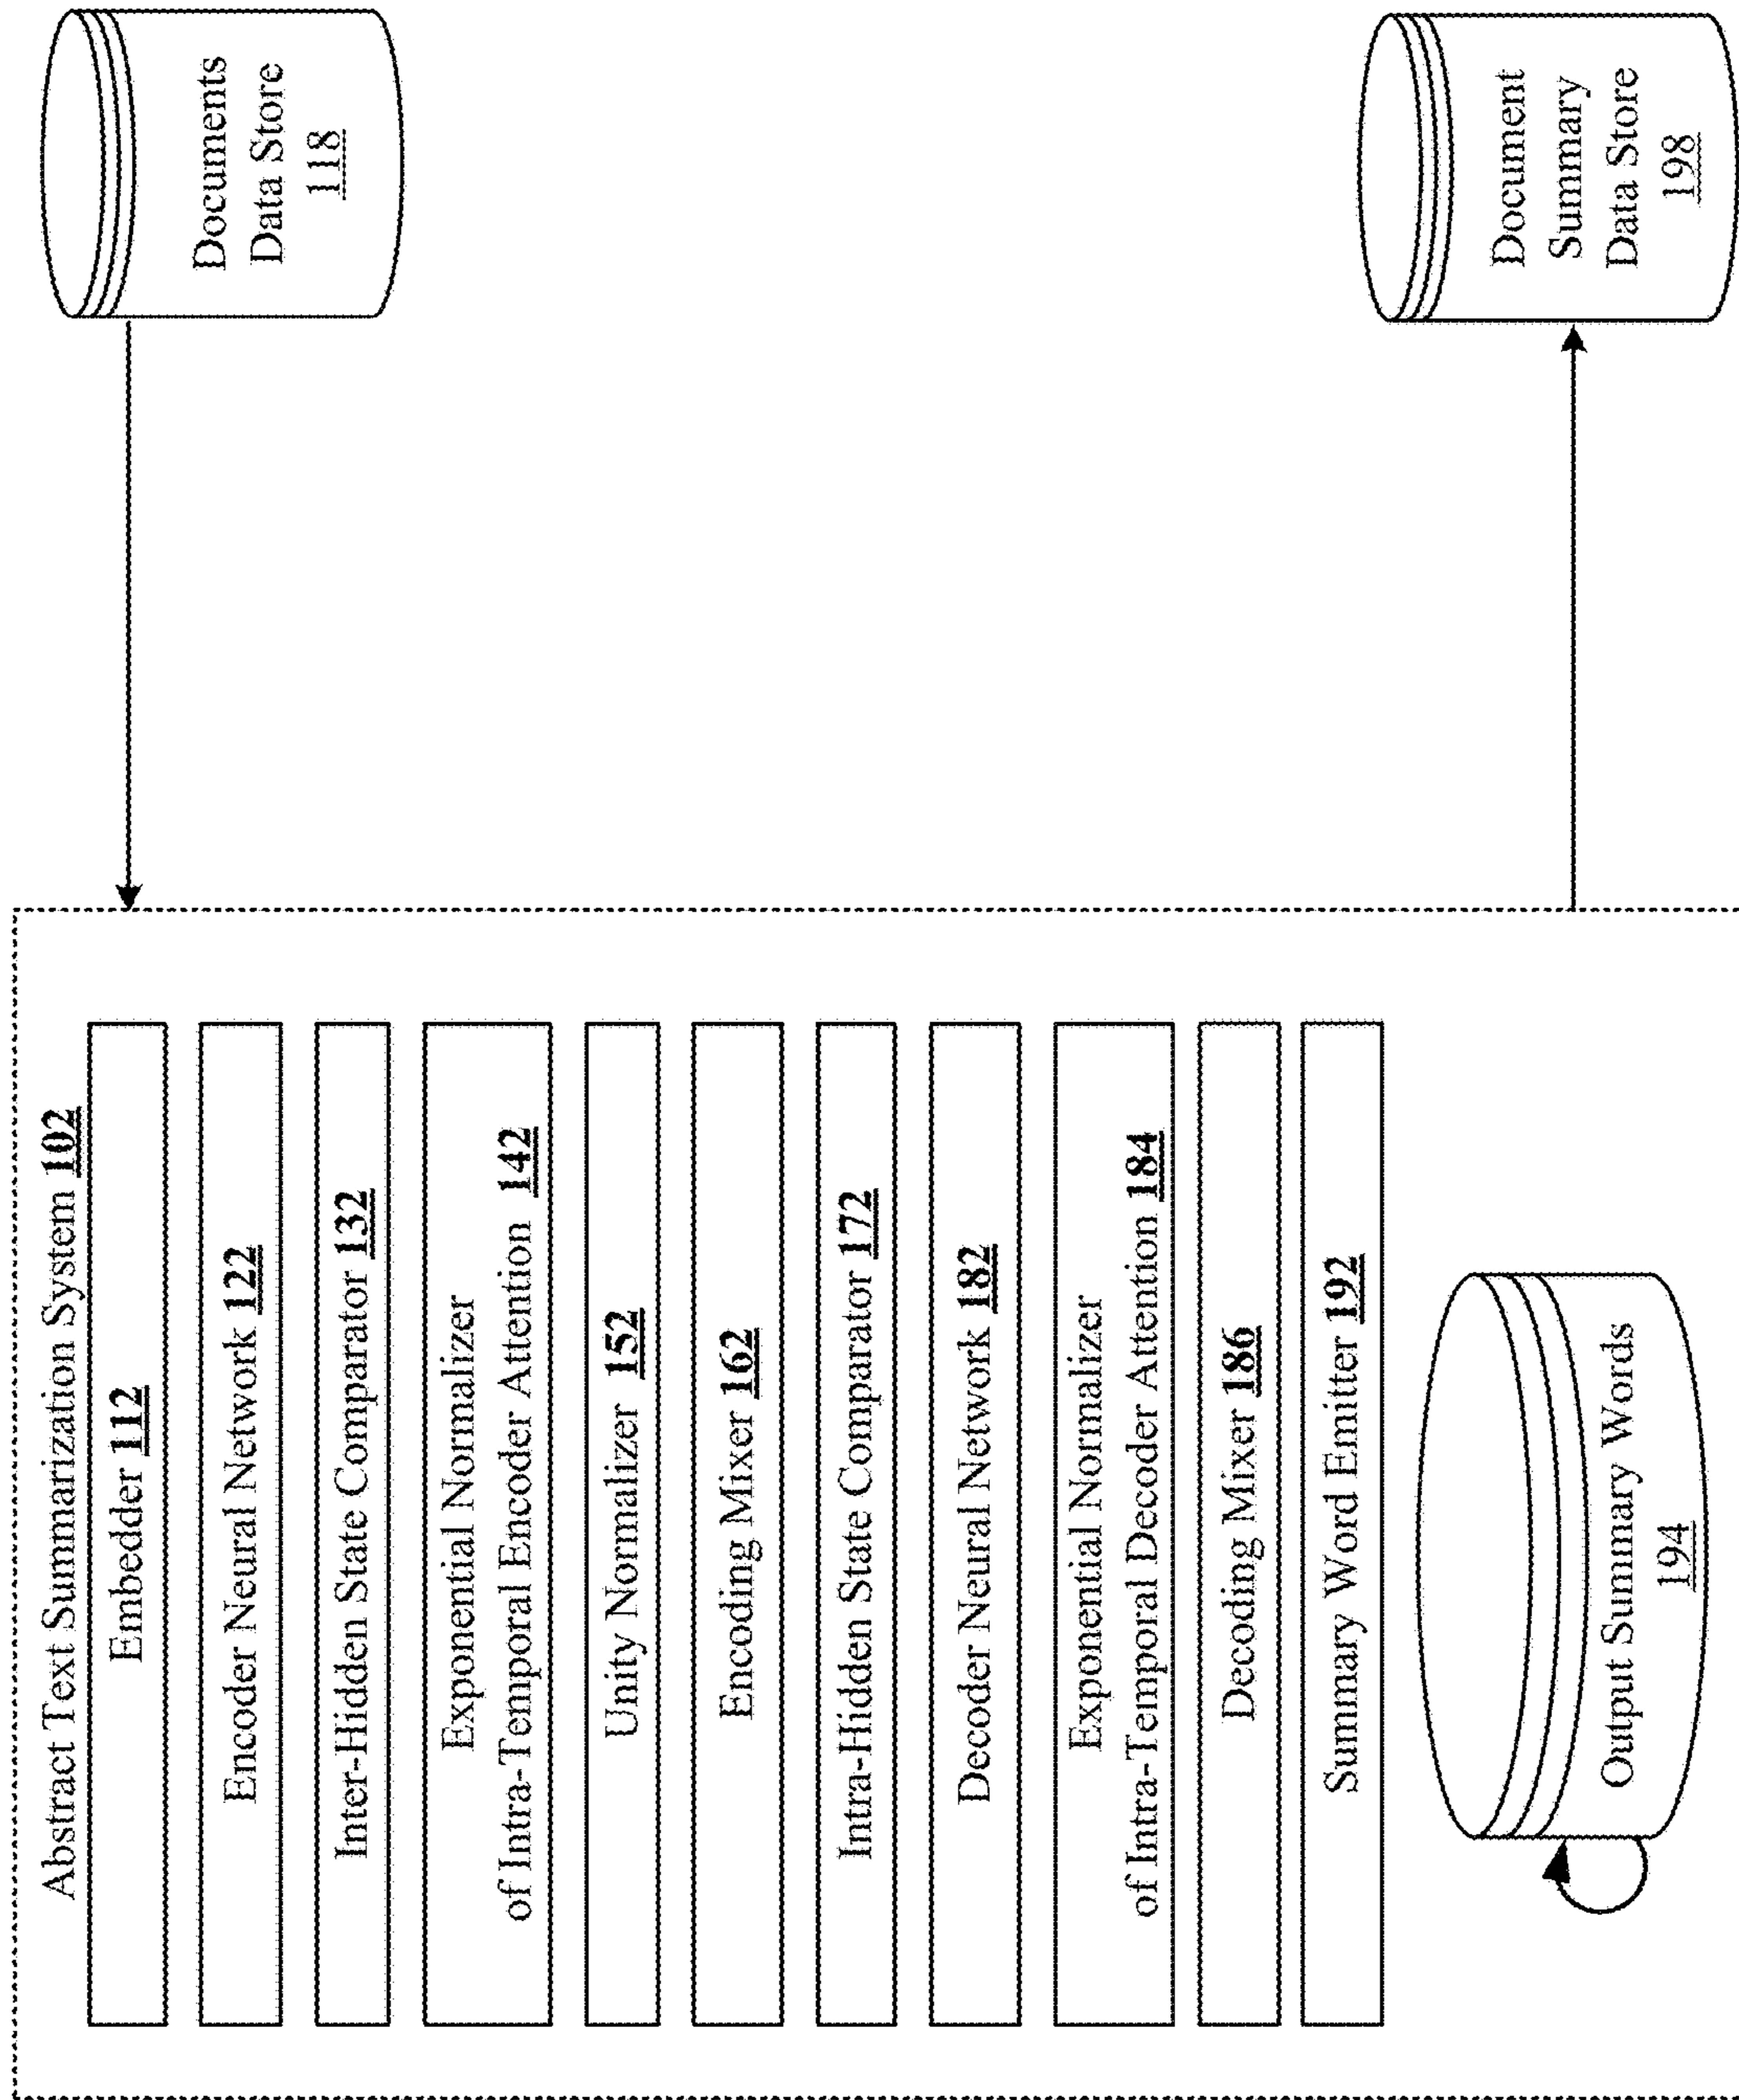 Abstract Text Summarization System 102
Embedder 112
Encoder Neural Network 122
Inter-Hidden State Comparator 132
Exponential Normalizer
of Intra-Temporal Encoder Attention 142
Unity Normalizer 152
Encoding Mixer 162
Intra-Hidden State Comparator 172
Decoder Neural Network 182
Exponential Normalizer
of Intra-Temporal Decoder Attention 184
Decoding Mixer 186
Summary Word Emitter 192
Output Summary Words
194
Documents
Data Store
118
Document
Summary
Data Store
198